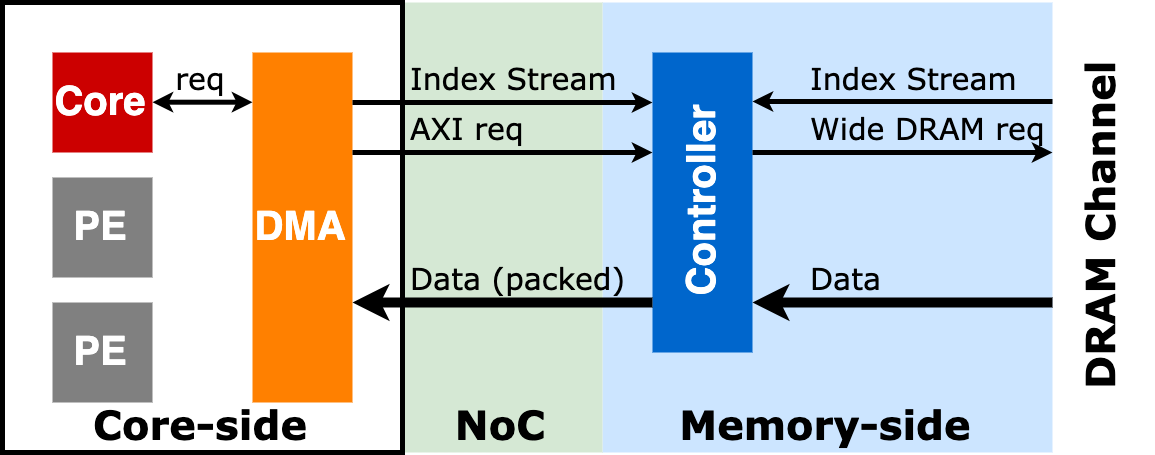 Core
req
DMA
PE
PE
Core-side
Index Stream
AXI req
Data (packed)
NoC
Controller
Index Stream
Wide DRAM req
Data
Memory-side
DRAM Channel